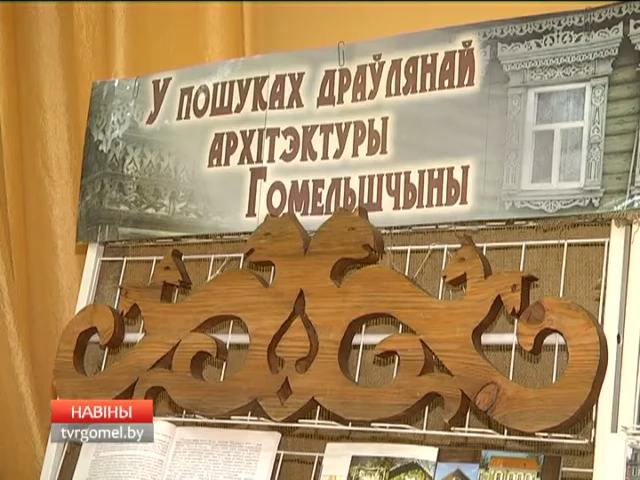 У ПОШУКАХ ДРАЎЛЯНАЙ
АРХІТЭКТУРЫ
ГОМЕЛЬШЧЫНЫ
НАВІНЫ
tvrgomel.by